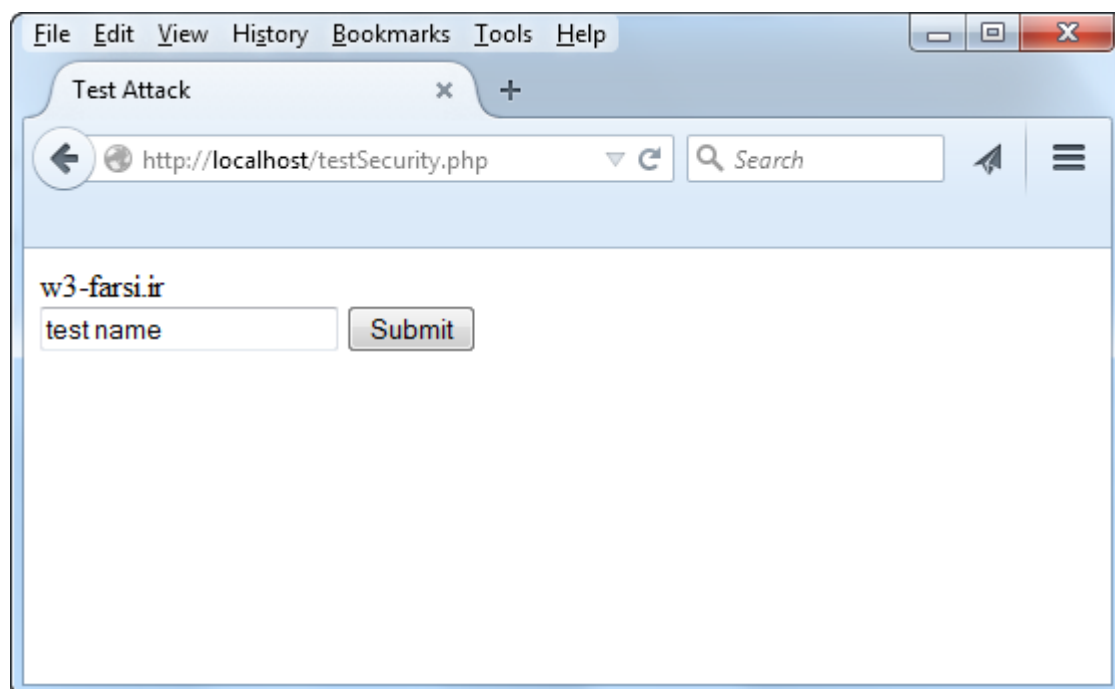 File Edit View History Bookmarks Tools Help
Test Attack
http://localhost/testSecurity.php Search
w3-farsi.ir
test name Submit